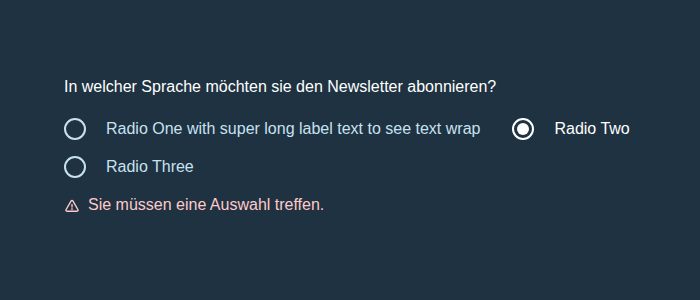 In welcher Sprache möchten sie den Newsletter abonnieren?
Radio One with super long label text to see text wrap
Radio Two
Radio Three
Sie müssen eine Auswahl treffen.